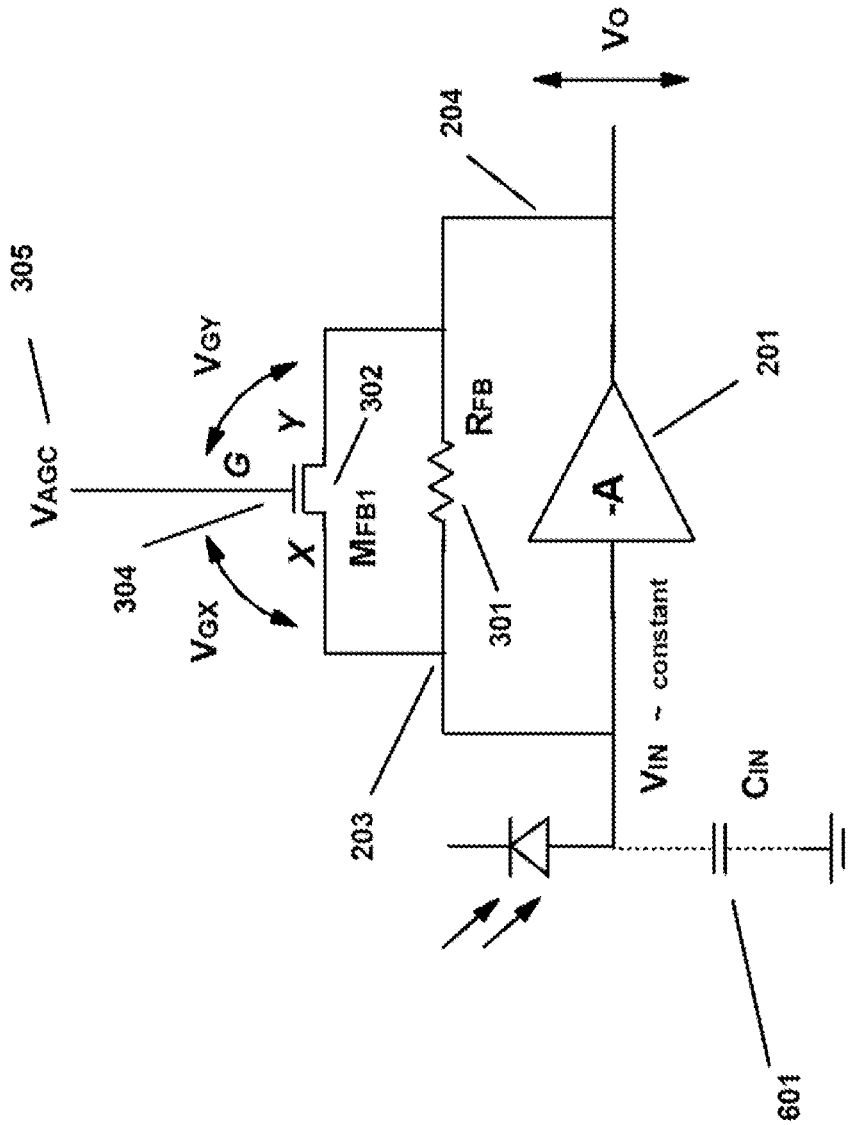 305
VAGC
204
VO
304
G
VGX
VGY
X
Y
302
MFB1
RFB
203
301
-A
201
VIN ~ constant
CIN
601